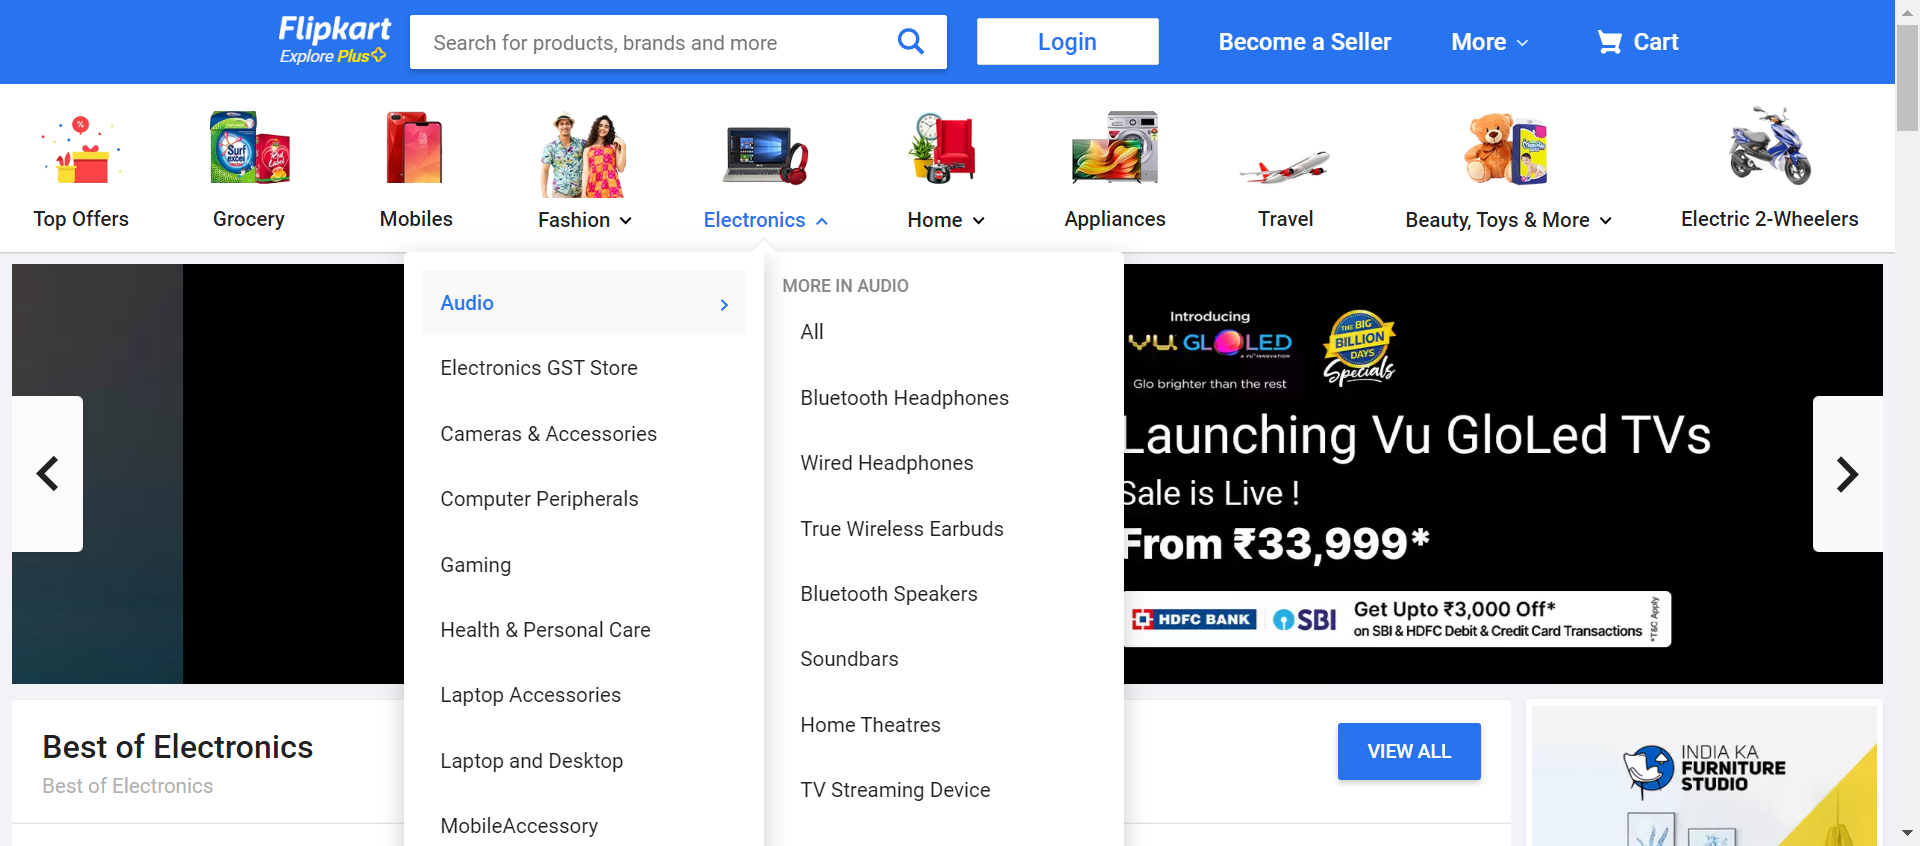 Flipkart
Explore Plus
Search for products, brands and more
Login
Become a Seller
More
Cart
%
Surf excel
Red Label
Top Offers
Grocery
Mobiles
Fashion
Electronics
Home
Appliances
Travel
Beauty, Toys & More
Electric 2-Wheelers
Audio
Electronics GST Store
Cameras & Accessories
Computer Peripherals
Gaming
Health & Personal Care
Laptop Accessories
Laptop and Desktop
MobileAccessory
MORE IN AUDIO
All
Bluetooth Headphones
Wired Headphones
True Wireless Earbuds
Bluetooth Speakers
Soundbars
Home Theatres
TV Streaming Device
Introducing
VU GLOLED
A VU INNOVATION
Glo brighter than the rest
THE BIG
BILLION
DAYS
Specials
Launching Vu GloLed TVs
Sale is Live !
From ₹33,999*
HDFC BANK
SBI
Get Upto ₹3,000 Off*
on SBI & HDFC Debit & Credit Card Transactions
*T&C Apply
Best of Electronics
Best of Electronics
VIEW ALL
INDIA KA
FURNITURE
STUDIO